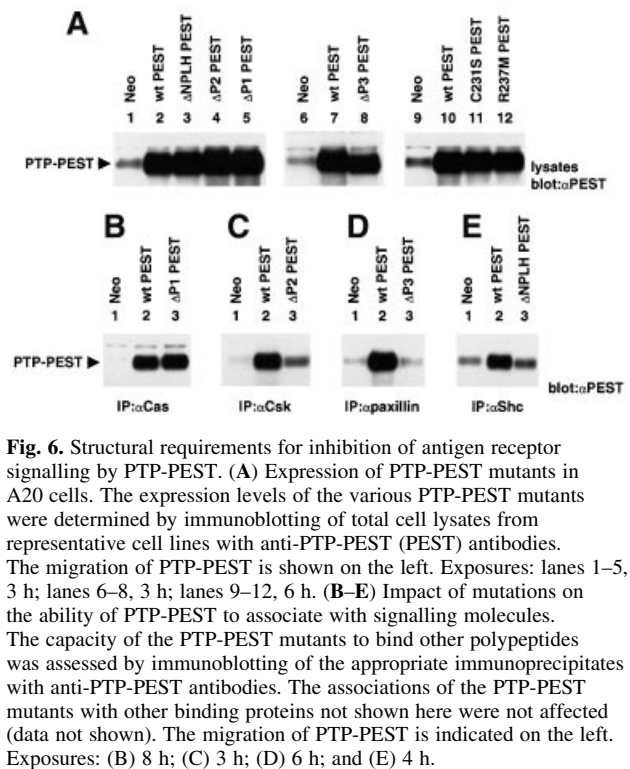 A
Neo
wt PEST
ΔNPLH PEST
ΔP2 PEST
ΔP1 PEST
Neo
wt PEST
ΔP3 PEST
Neo
wt PEST
C231S PEST
R237M PEST
1 2 3 4 5 6 7 8 9 10 11 12
PTP-PEST
lysates
blot:αPEST
B
Neo
wt PEST
ΔP1 PEST
C
Neo
wt PEST
ΔP2 PEST
D
Neo
wt PEST
ΔP3 PEST
E
Neo
wt PEST
ΔNPLH PEST
1 2 3 1 2 3 1 2 3 1 2 3
PTP-PEST
blot:αPEST
IP:αCas IP:αCsk IP:αpaxillin IP:αShc
Fig. 6. Structural requirements for inhibition of antigen receptor
signalling by PTP-PEST. (A) Expression of PTP-PEST mutants in
A20 cells. The expression levels of the various PTP-PEST mutants
were determined by immunoblotting of total cell lysates from
representative cell lines with anti-PTP-PEST (PEST) antibodies.
The migration of PTP-PEST is shown on the left. Exposures: lanes 1–5,
3 h; lanes 6–8, 3 h; lanes 9–12, 6 h. (B–E) Impact of mutations on
the ability of PTP-PEST to associate with signalling molecules.
The capacity of the PTP-PEST mutants to bind other polypeptides
was assessed by immunoblotting of the appropriate immunoprecipitates
with anti-PTP-PEST antibodies. The associations of the PTP-PEST
mutants with other binding proteins not shown here were not affected
(data not shown). The migration of PTP-PEST is indicated on the left.
Exposures: (B) 8 h; (C) 3 h; (D) 6 h; and (E) 4 h.